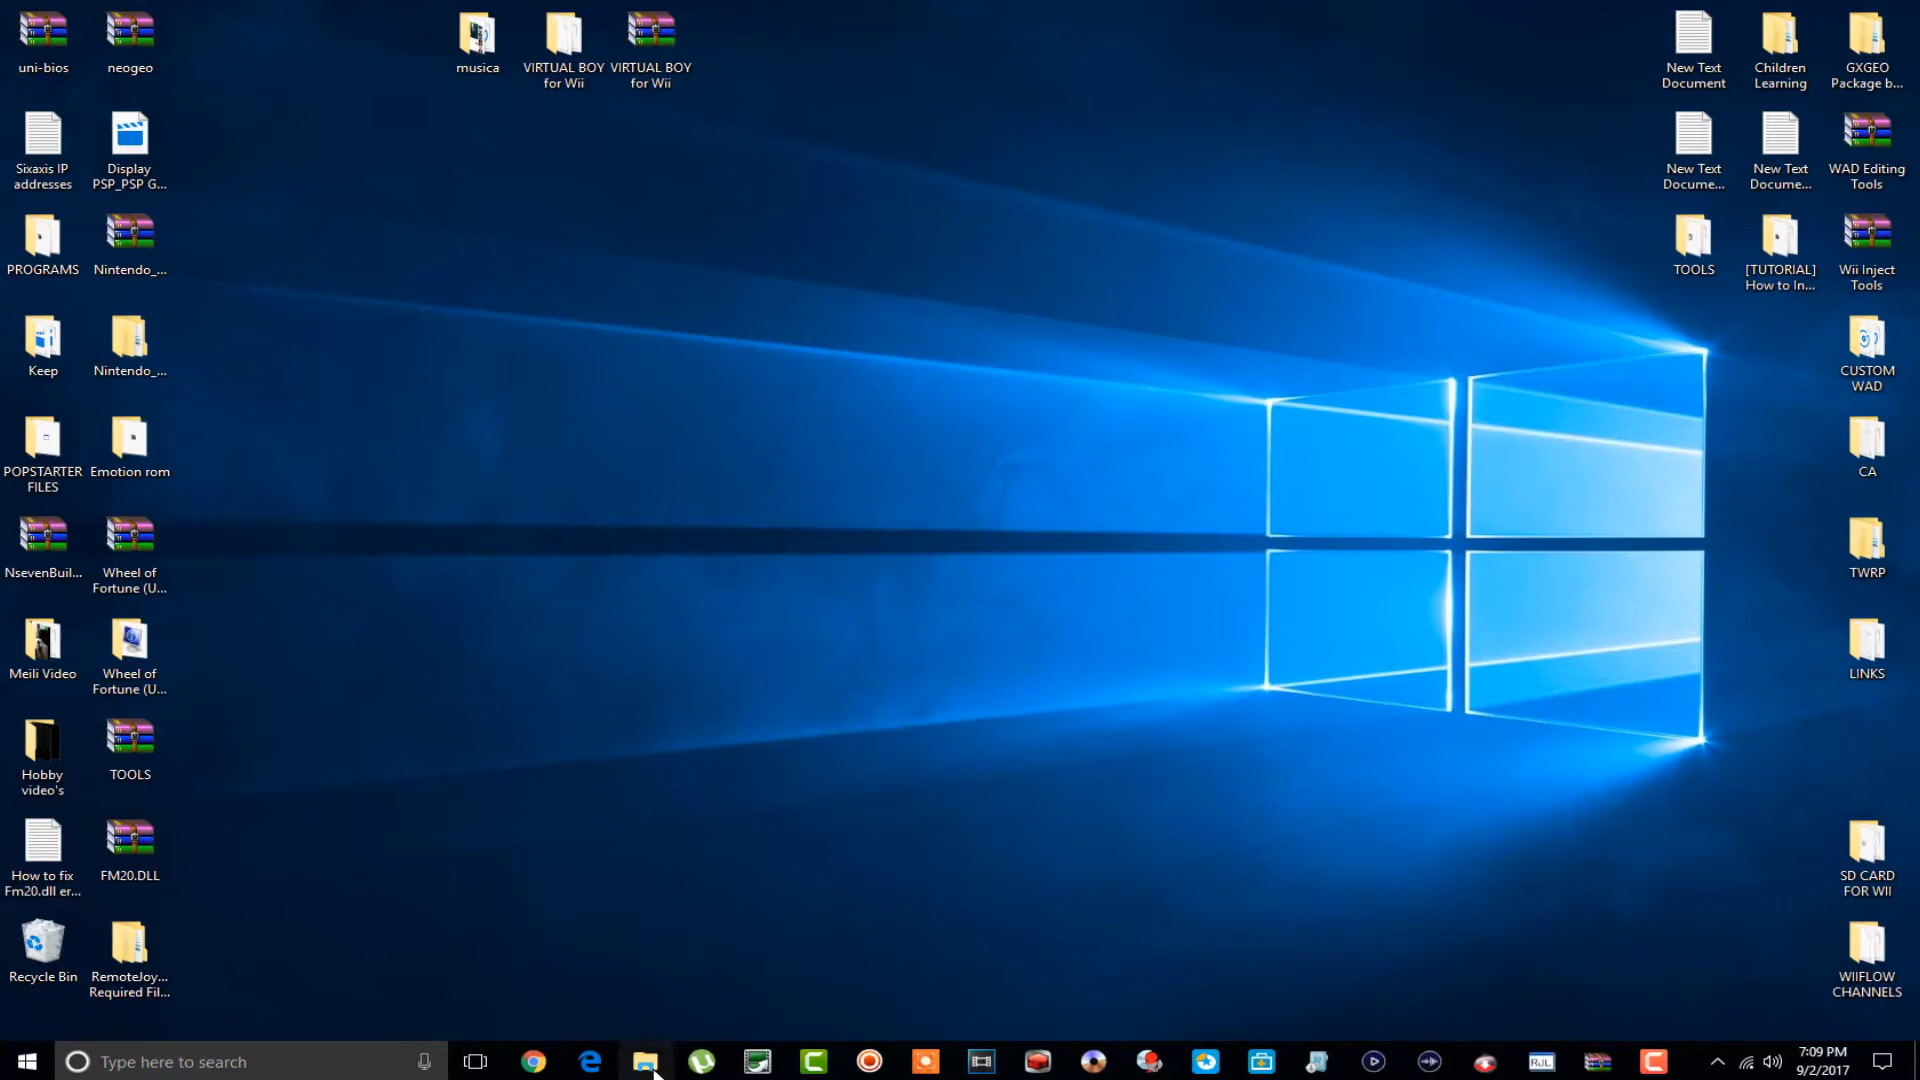 uni-bios
neogeo
musica
VIRTUAL BOY
for Wii
VIRTUAL BOY
for Wii
New Text
Document
Children
Learning
GXGEO
Package b...
Sixaxis IP
addresses
Display
PSP_PSP G...
New Text
Docume...
New Text
Docume...
WAD Editing
Tools
PROGRAMS
Nintendo_...
TOOLS
[TUTORIAL]
How to In...
Wii Inject
Tools
Keep
Nintendo_...
CUSTOM
WAD
POPSTARTER
FILES
Emotion rom
CA
NsevenBuil...
Wheel of
Fortune (U...
TWRP
Meili Video
Wheel of
Fortune (U...
LINKS
Hobby
video's
TOOLS
How to fix
Fm20.dll er...
FM20.DLL
SD CARD
FOR WII
Recycle Bin
RemoteJoy...
Required Fil...
WIIFLOW
CHANNELS
Type here to search
RJL
7:09 PM
9/2/2017